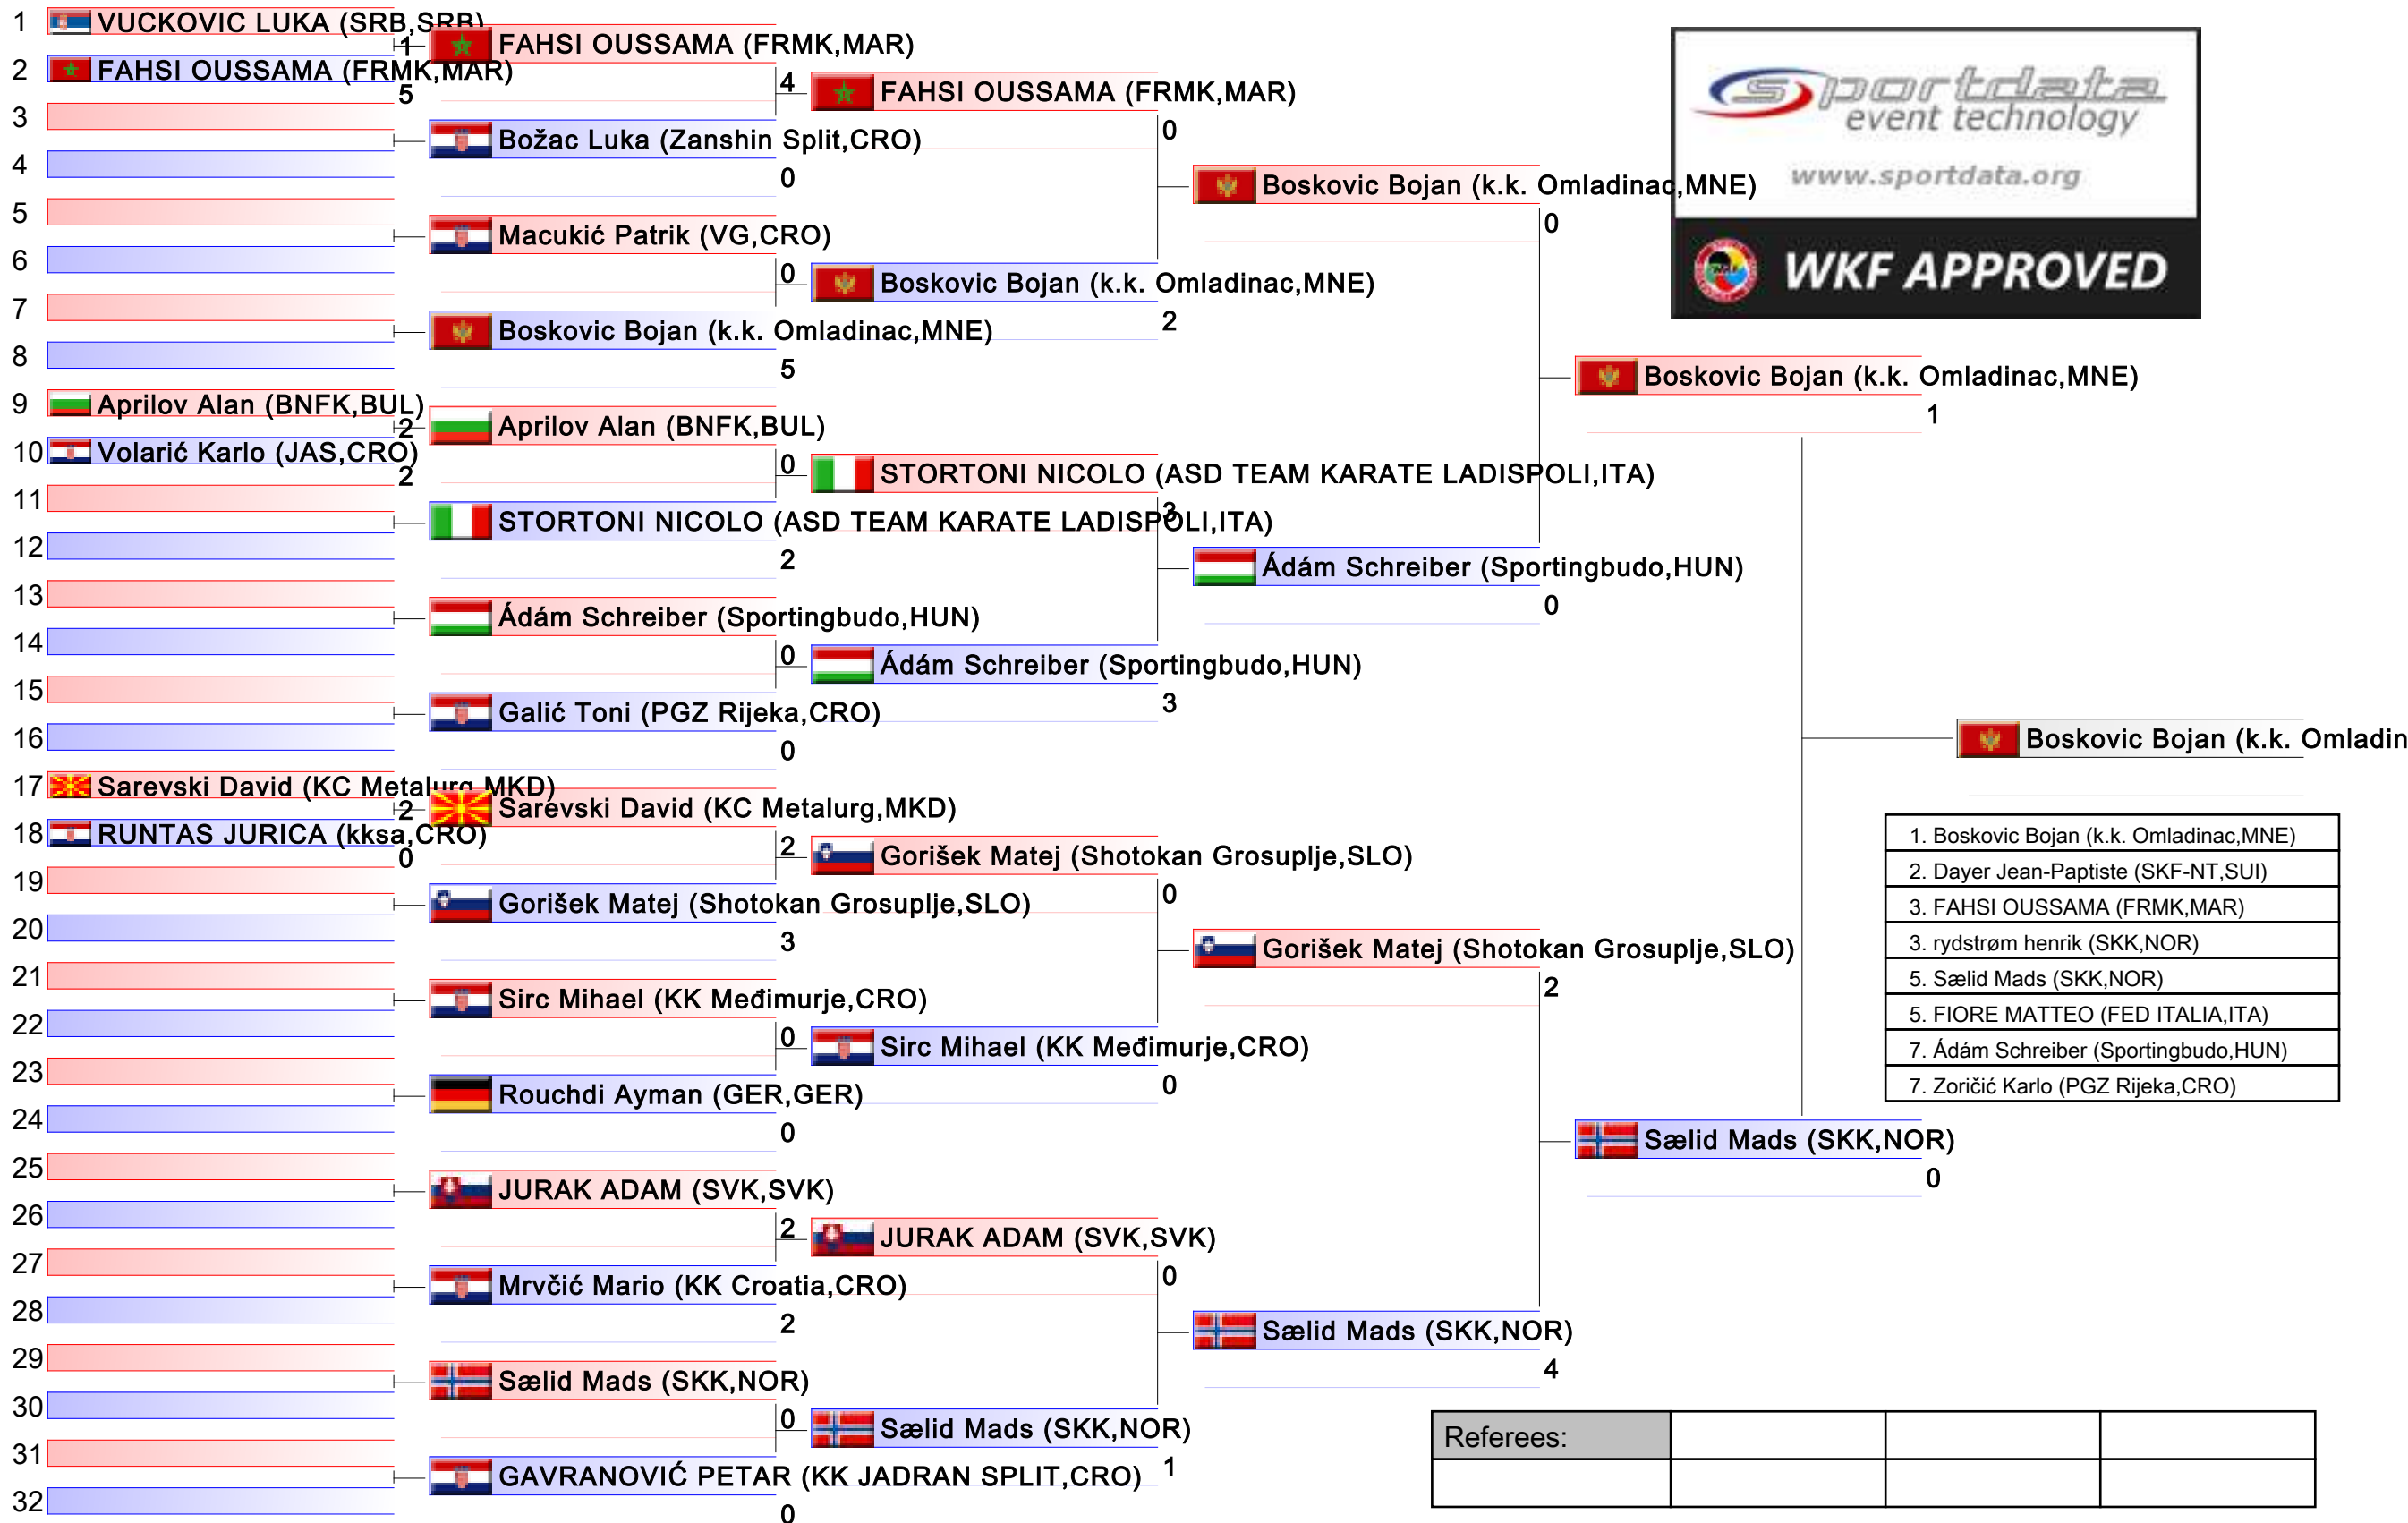 1 VUCKOVIC LUKA (SRB,SRB)
1
2 FAHSI OUSSAMA (FRMK,MAR)
5
3
4
5
6
7
8
9 Aprilov Alan (BNFK,BUL)
2
10 Volarić Karlo (JAS,CRO)
2
11
12
13
14
15
16
17 Sarevski David (KC Metalurg,MKD)
2
18 RUNTAS JURICA (kksa,CRO)
0
19
20
21
22
23
24
25
26
27
28
29
30
31
32
FAHSI OUSSAMA (FRMK,MAR)
4
Božac Luka (Zanshin Split,CRO)
0
Macukić Patrik (VG,CRO)
0
Boskovic Bojan (k.k. Omladinac,MNE)
5
Aprilov Alan (BNFK,BUL)
0
STORTONI NICOLO (ASD TEAM KARATE LADISPOLI,ITA)
2
Ádám Schreiber (Sportingbudo,HUN)
0
Galić Toni (PGZ Rijeka,CRO)
0
Sarevski David (KC Metalurg,MKD)
2
Gorišek Matej (Shotokan Grosuplje,SLO)
3
Sirc Mihael (KK Međimurje,CRO)
0
Rouchdi Ayman (GER,GER)
0
JURAK ADAM (SVK,SVK)
2
Mrvčić Mario (KK Croatia,CRO)
2
Sælid Mads (SKK,NOR)
0
GAVRANOVIĆ PETAR (KK JADRAN SPLIT,CRO)
0
FAHSI OUSSAMA (FRMK,MAR)
0
Boskovic Bojan (k.k. Omladinac,MNE)
2
STORTONI NICOLO (ASD TEAM KARATE LADISPOLI,ITA)
3
Ádám Schreiber (Sportingbudo,HUN)
3
Gorišek Matej (Shotokan Grosuplje,SLO)
0
Sirc Mihael (KK Međimurje,CRO)
0
JURAK ADAM (SVK,SVK)
0
Sælid Mads (SKK,NOR)
1
Boskovic Bojan (k.k. Omladinac,MNE)
0
Ádám Schreiber (Sportingbudo,HUN)
0
Gorišek Matej (Shotokan Grosuplje,SLO)
2
Sælid Mads (SKK,NOR)
4
Boskovic Bojan (k.k. Omladinac,MNE)
1
Sælid Mads (SKK,NOR)
0
Boskovic Bojan (k.k. Omladin
sportdata
event technology
www.sportdata.org
WKF APPROVED
1. Boskovic Bojan (k.k. Omladinac,MNE)
2. Dayer Jean-Paptiste (SKF-NT,SUI)
3. FAHSI OUSSAMA (FRMK,MAR)
3. rydstrøm henrik (SKK,NOR)
5. Sælid Mads (SKK,NOR)
5. FIORE MATTEO (FED ITALIA,ITA)
7. Ádám Schreiber (Sportingbudo,HUN)
7. Zoričić Karlo (PGZ Rijeka,CRO)
Referees: